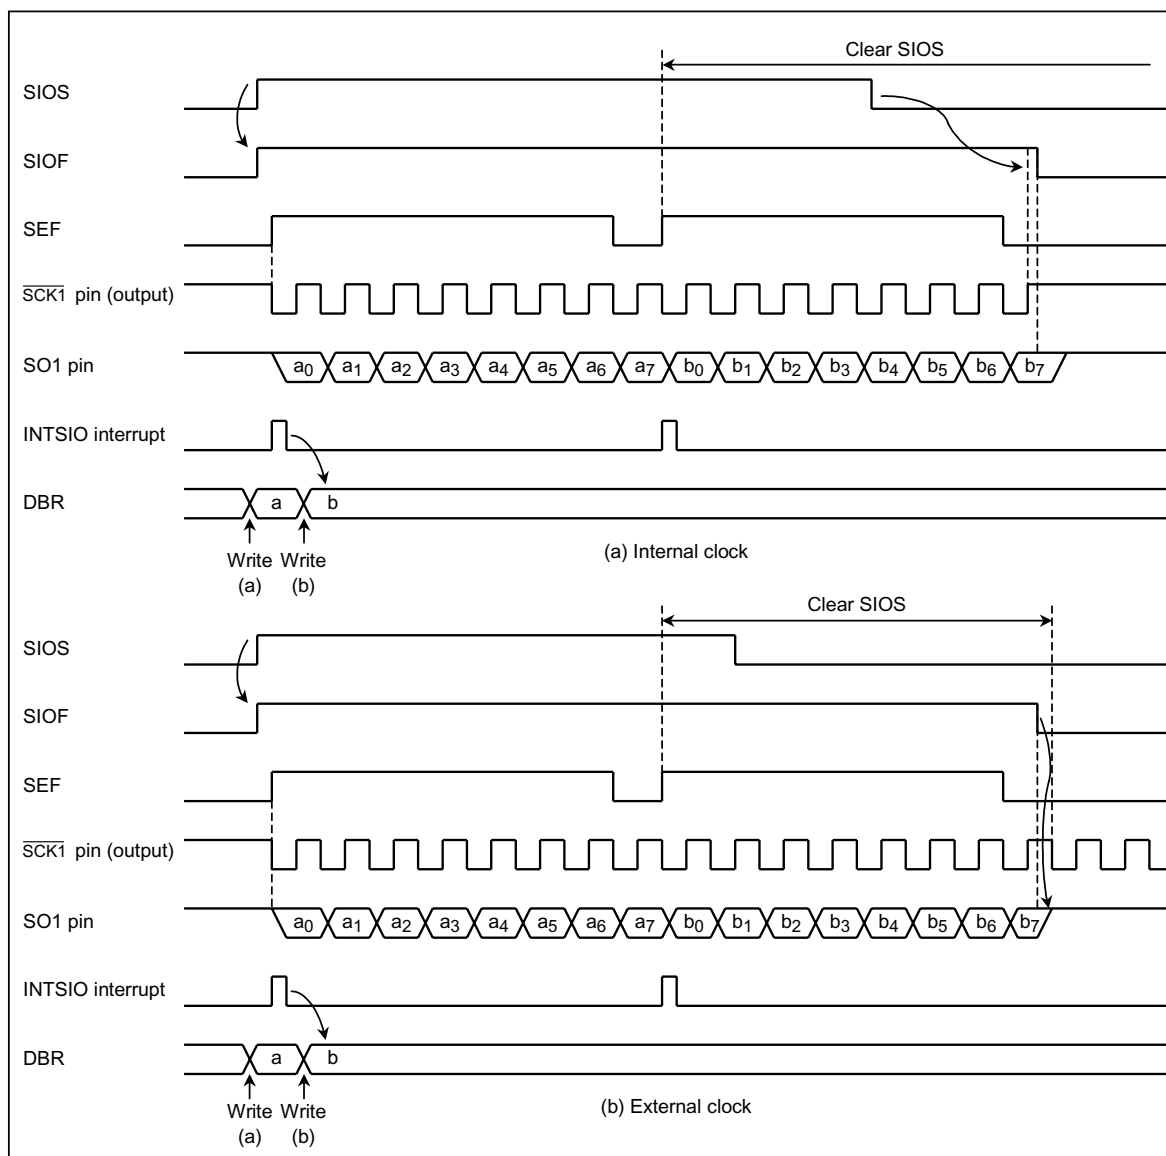 Clear SIOS
SIOS
SIOF
SEF
SCK1 pin (output)
SO1 pin a0 a1 a2 a3 a4 a5 a6 a7 b0 b1 b2 b3 b4 b5 b6 b7
INTSIO interrupt
DBR a b
Write (a) Write (b)
(a) Internal clock
Clear SIOS
SIOS
SIOF
SEF
SCK1 pin (output)
SO1 pin a0 a1 a2 a3 a4 a5 a6 a7 b0 b1 b2 b3 b4 b5 b6 b7
INTSIO interrupt
DBR a b
Write (a) Write (b)
(b) External clock